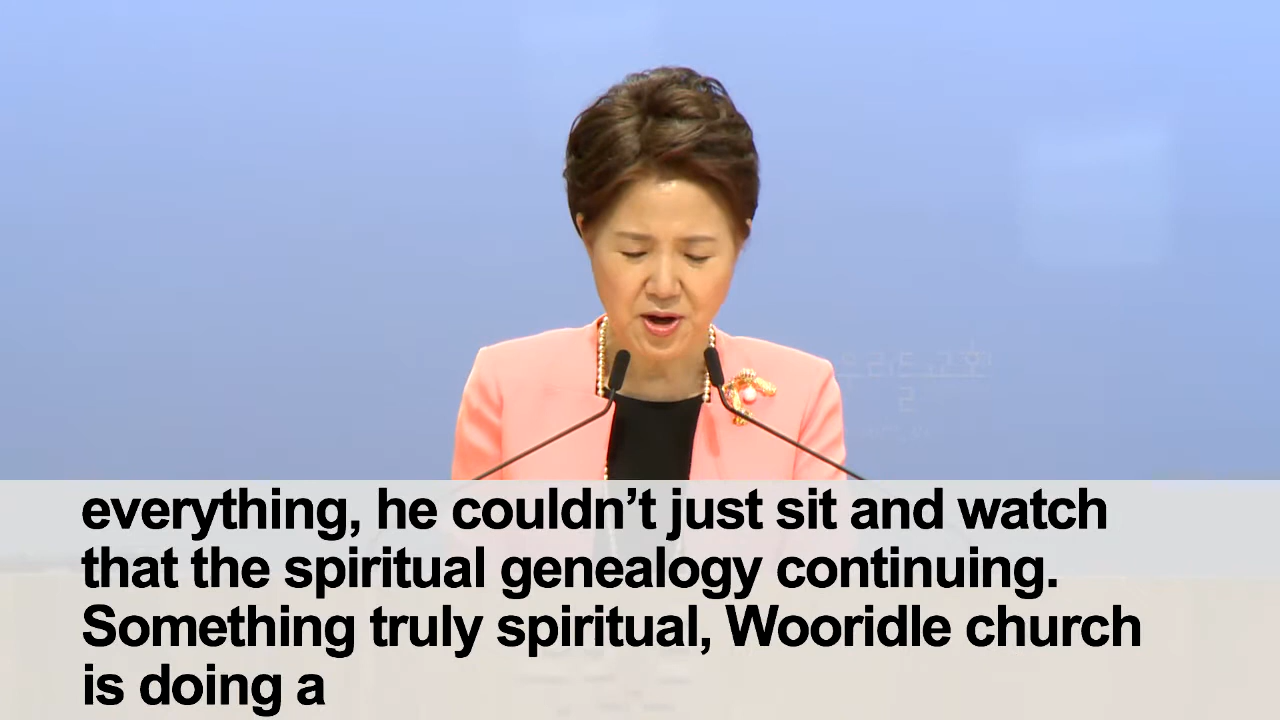 everything, he couldn’t just sit and watch
that the spiritual genealogy continuing.
Something truly spiritual, Wooridle church
is doing a